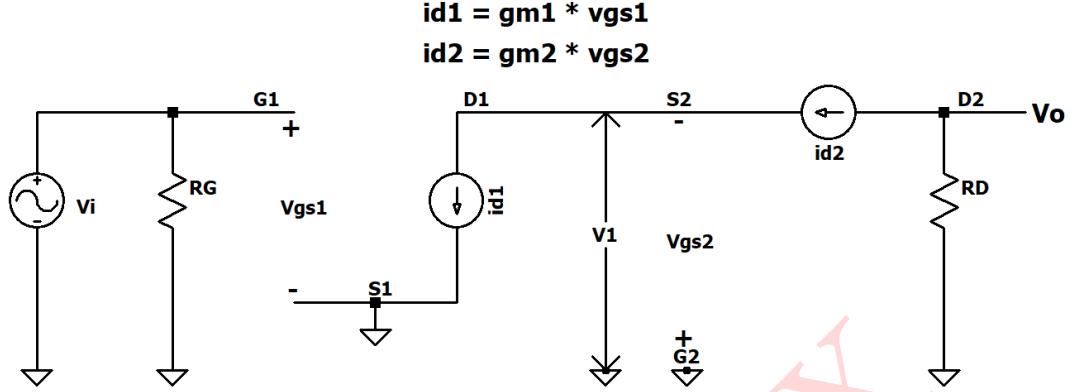 id1 = gm1 * vgs1
id2 = gm2 * vgs2
G1
D1
S2
D2
Vo
+
-
id2
+
-
Vi
RG
Vgs1
id1
RD
V1
Vgs2
-
S1
+
G2